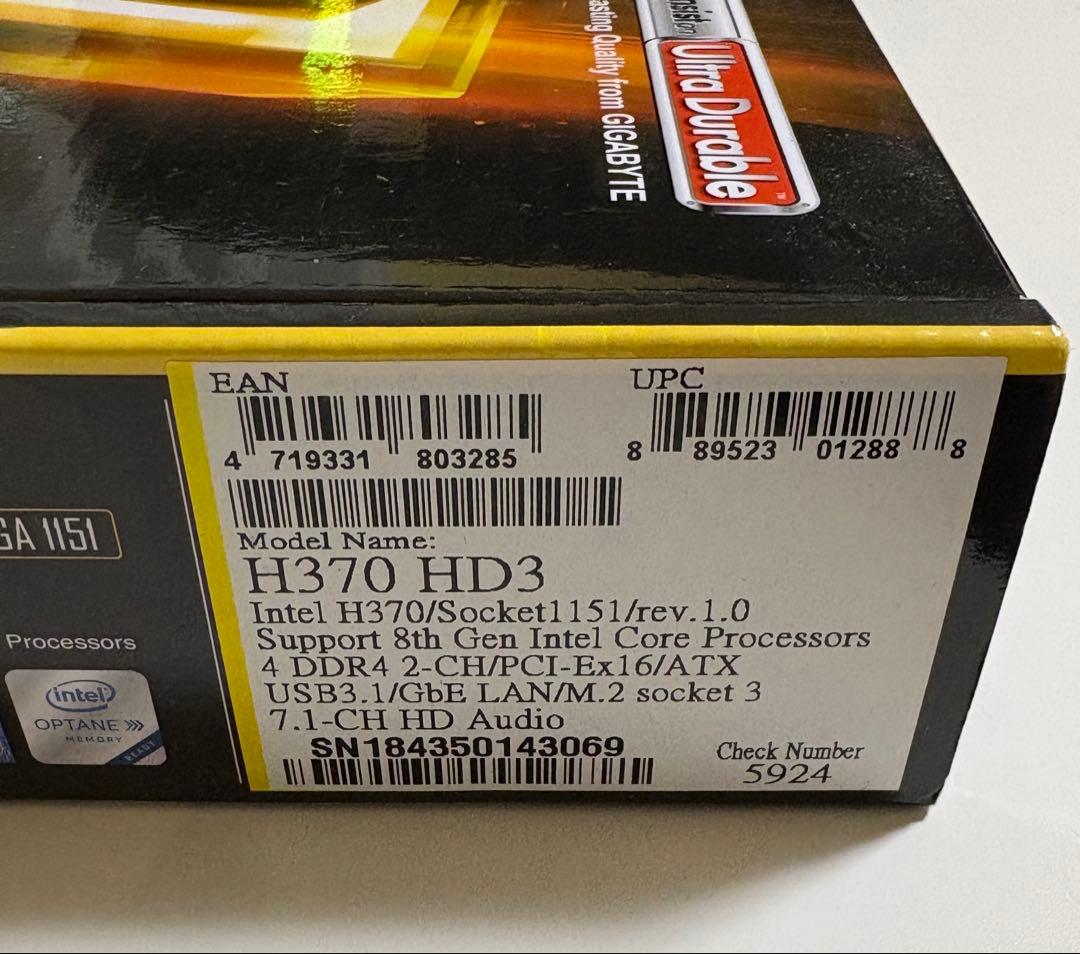 Ultra Durable™
asting Quality from GIGABYTE
EAN
4 719331 803285
UPC
8 89523 01288 8
Model Name:
H370 HD3
Intel H370/Socket1151/rev.1.0
Support 8th Gen Intel Core Processors
4 DDR4 2-CH/PCI-Ex16/ATX
USB3.1/GbE LAN/M.2 socket 3
7.1-CH HD Audio
SN184350143069
Check Number
5924
GA 1151
Processors
intel
OPTANE
MEMORY
READY